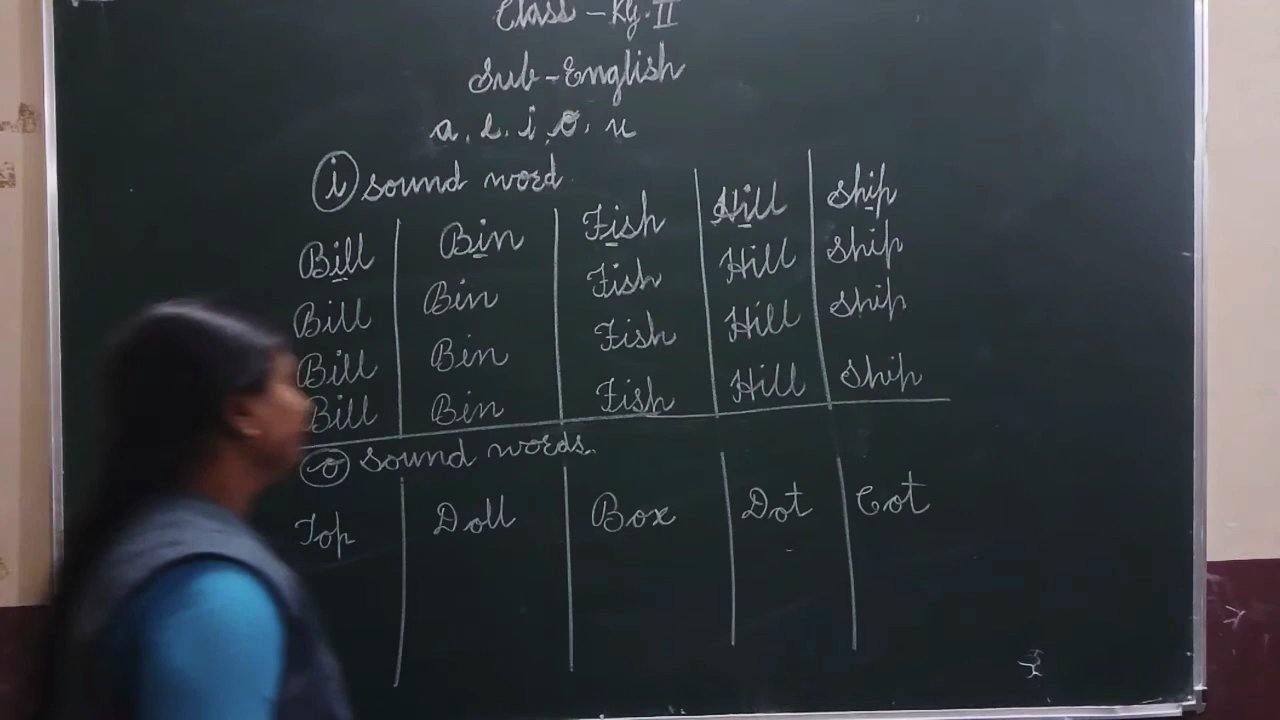 Class - KG. II
Sub - English
a, e, i, o, u
i sound word
Bill Bin Fish Hill Ship
Bill Bin Fish Hill Ship
Bill Bin Fish Hill Ship
Bill Bin Fish Hill Ship
o sound words.
Top Doll Box Dot Cot